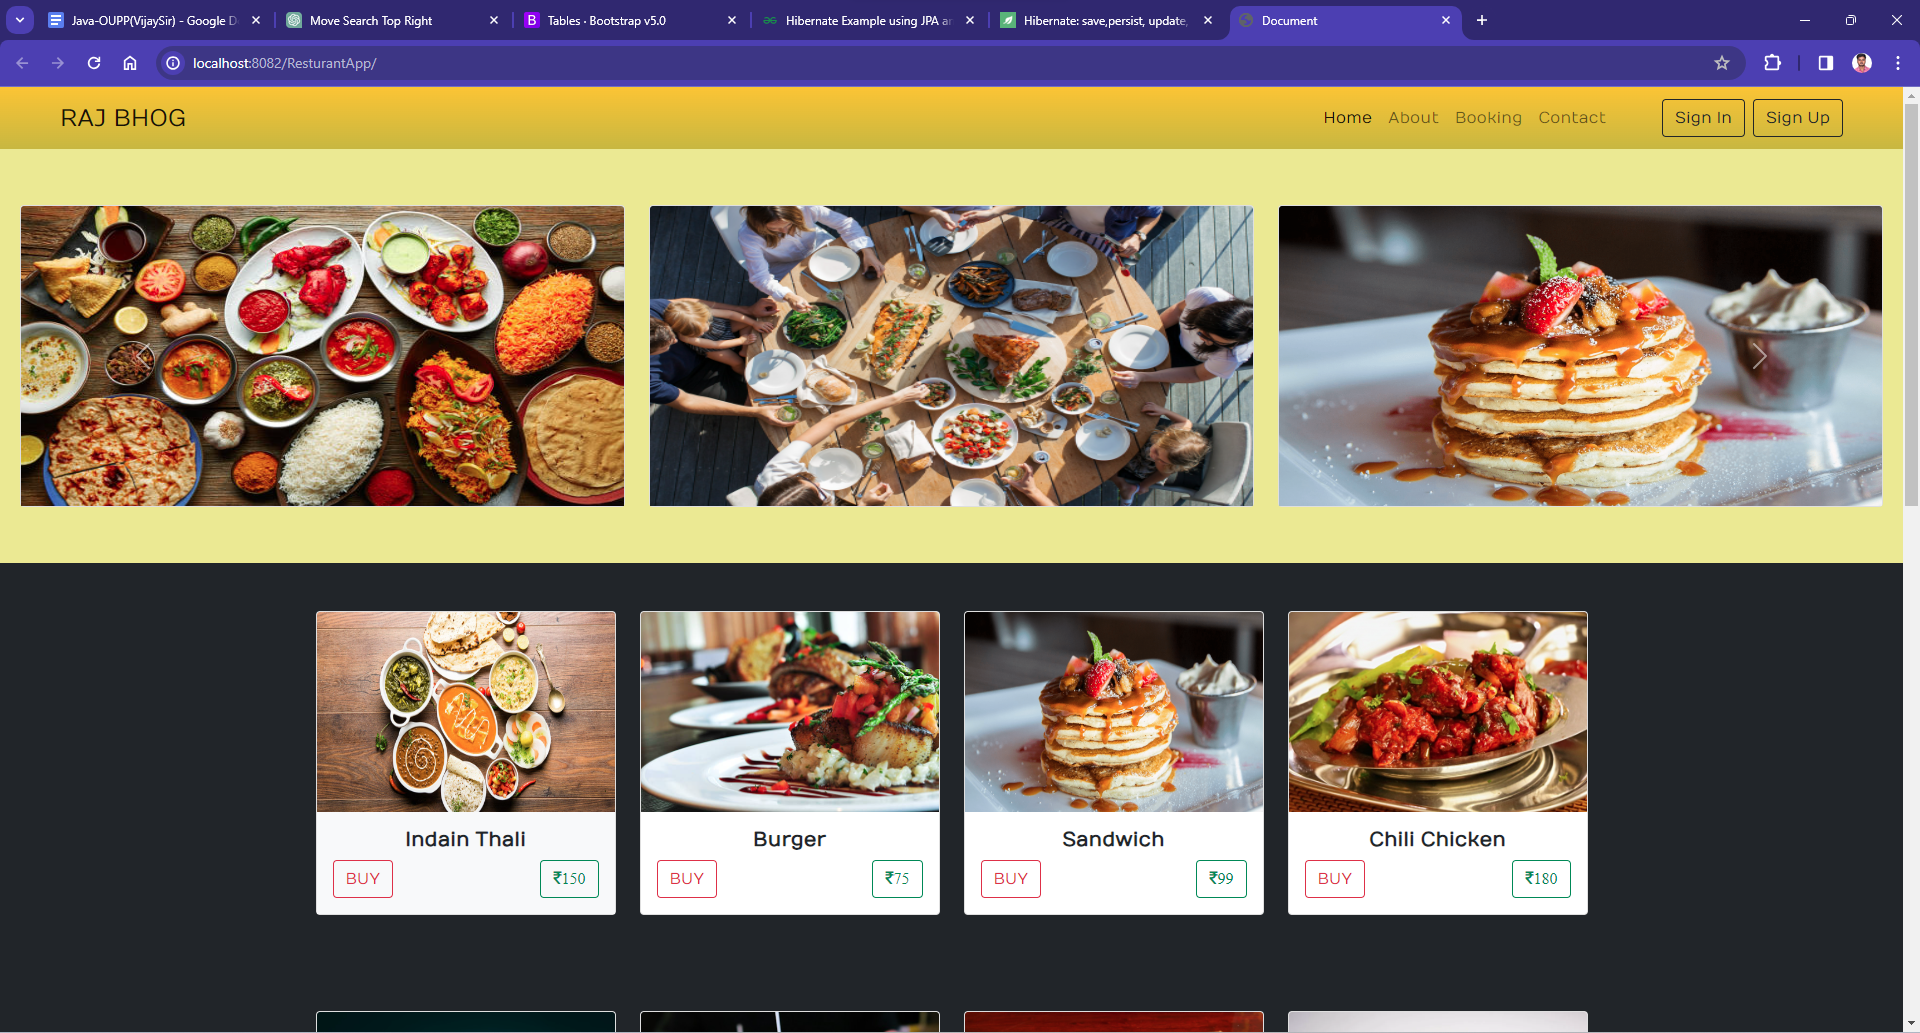 Java-OUPP(VijaySir) - Google D
Move Search Top Right
Tables · Bootstrap v5.0
Hibernate Example using JPA ar
Hibernate: save,persist, update,
Document
localhost:8082/ResturantApp/
RAJ BHOG
Home About Booking Contact Sign In Sign Up
Indain Thali
BUY ₹150
Burger
BUY ₹75
Sandwich
BUY ₹99
Chili Chicken
BUY ₹180